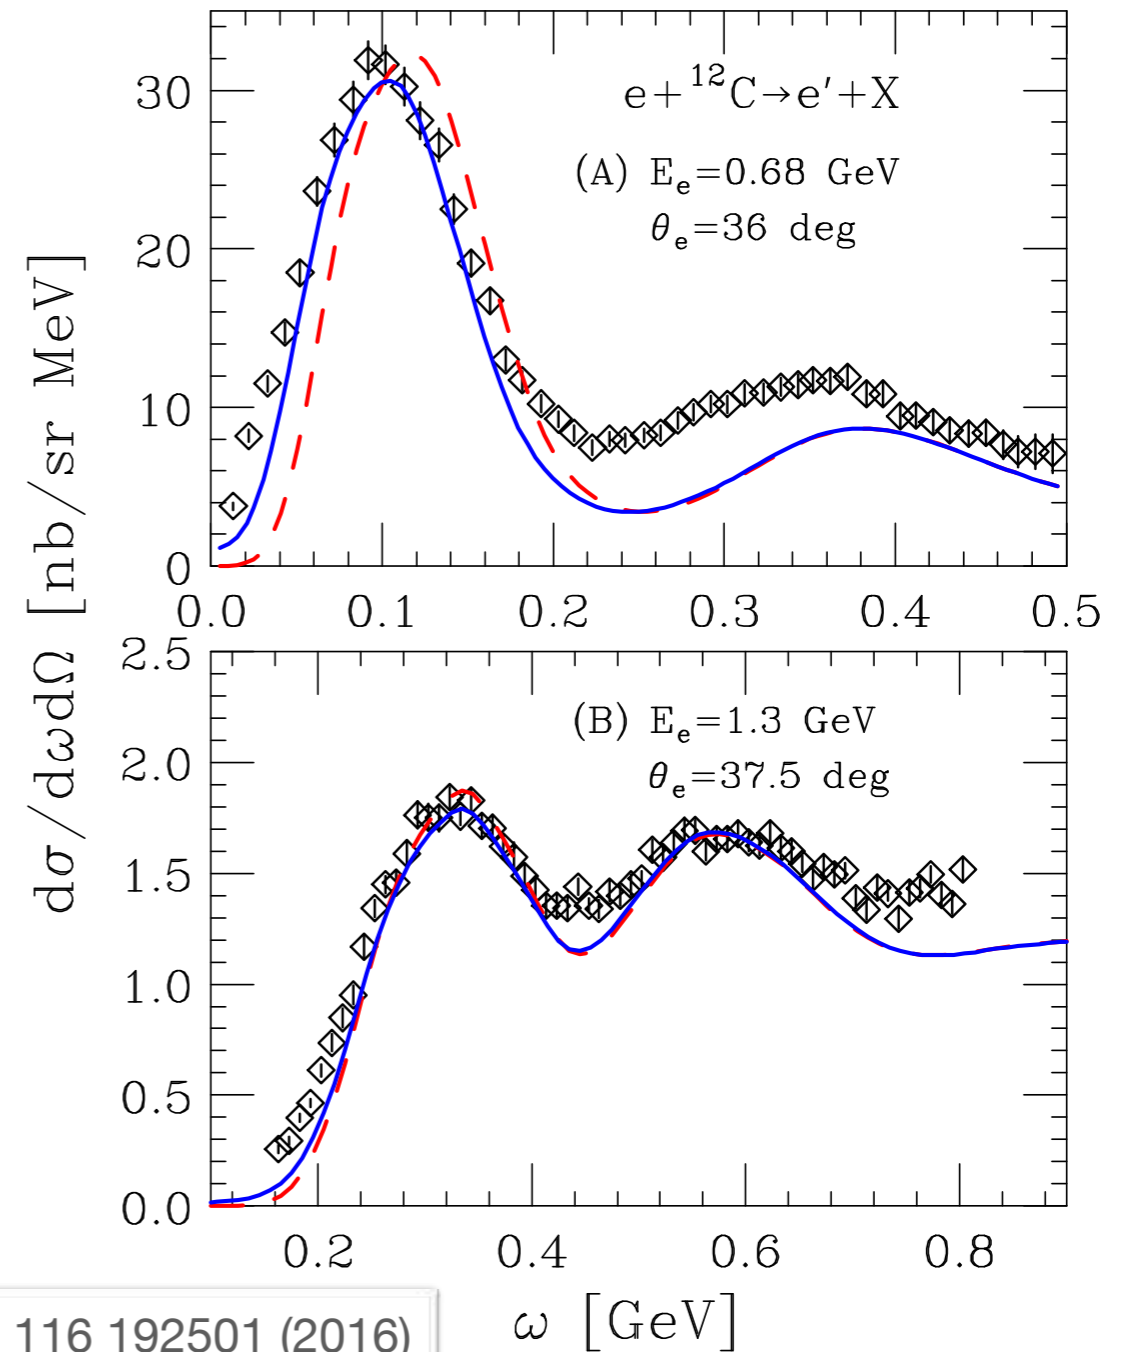 30
20
10
0
e+¹²C→e′+X
(A) Eₑ=0.68 GeV
θₑ=36 deg
0.0 0.1 0.2 0.3 0.4 0.5
dσ/dωdΩ [nb/sr MeV]
2.5
2.0
1.5
1.0
0.5
0.0
(B) Eₑ=1.3 GeV
θₑ=37.5 deg
0.2 0.4 0.6 0.8
ω [GeV]
116 192501 (2016)